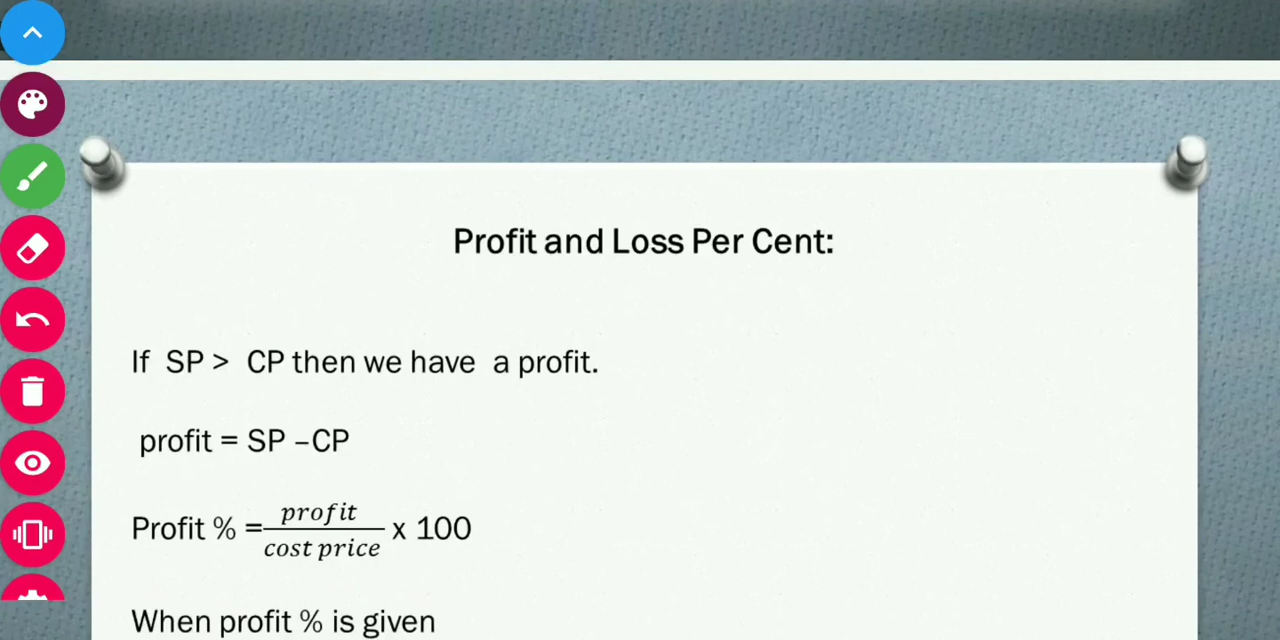 Profit and Loss Per Cent:
If SP > CP then we have a profit.
profit = SP –CP
Profit % = profit / cost price x 100
When profit % is given